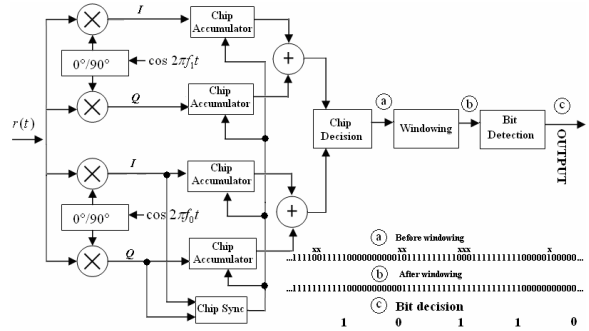 I
Chip
Accumulator
0°/90°
cos 2πf₁t
Q
Chip
Accumulator
r(t)
Chip
Decision
a
Windowing
b
Bit
Detection
c
OUTPUT
I
Chip
Accumulator
0°/90°
cos 2πf₀t
Q
Chip
Accumulator
Chip Sync
a Before windowing
xx xx xxx x
b After windowing
c Bit decision
1 0 1 1 0